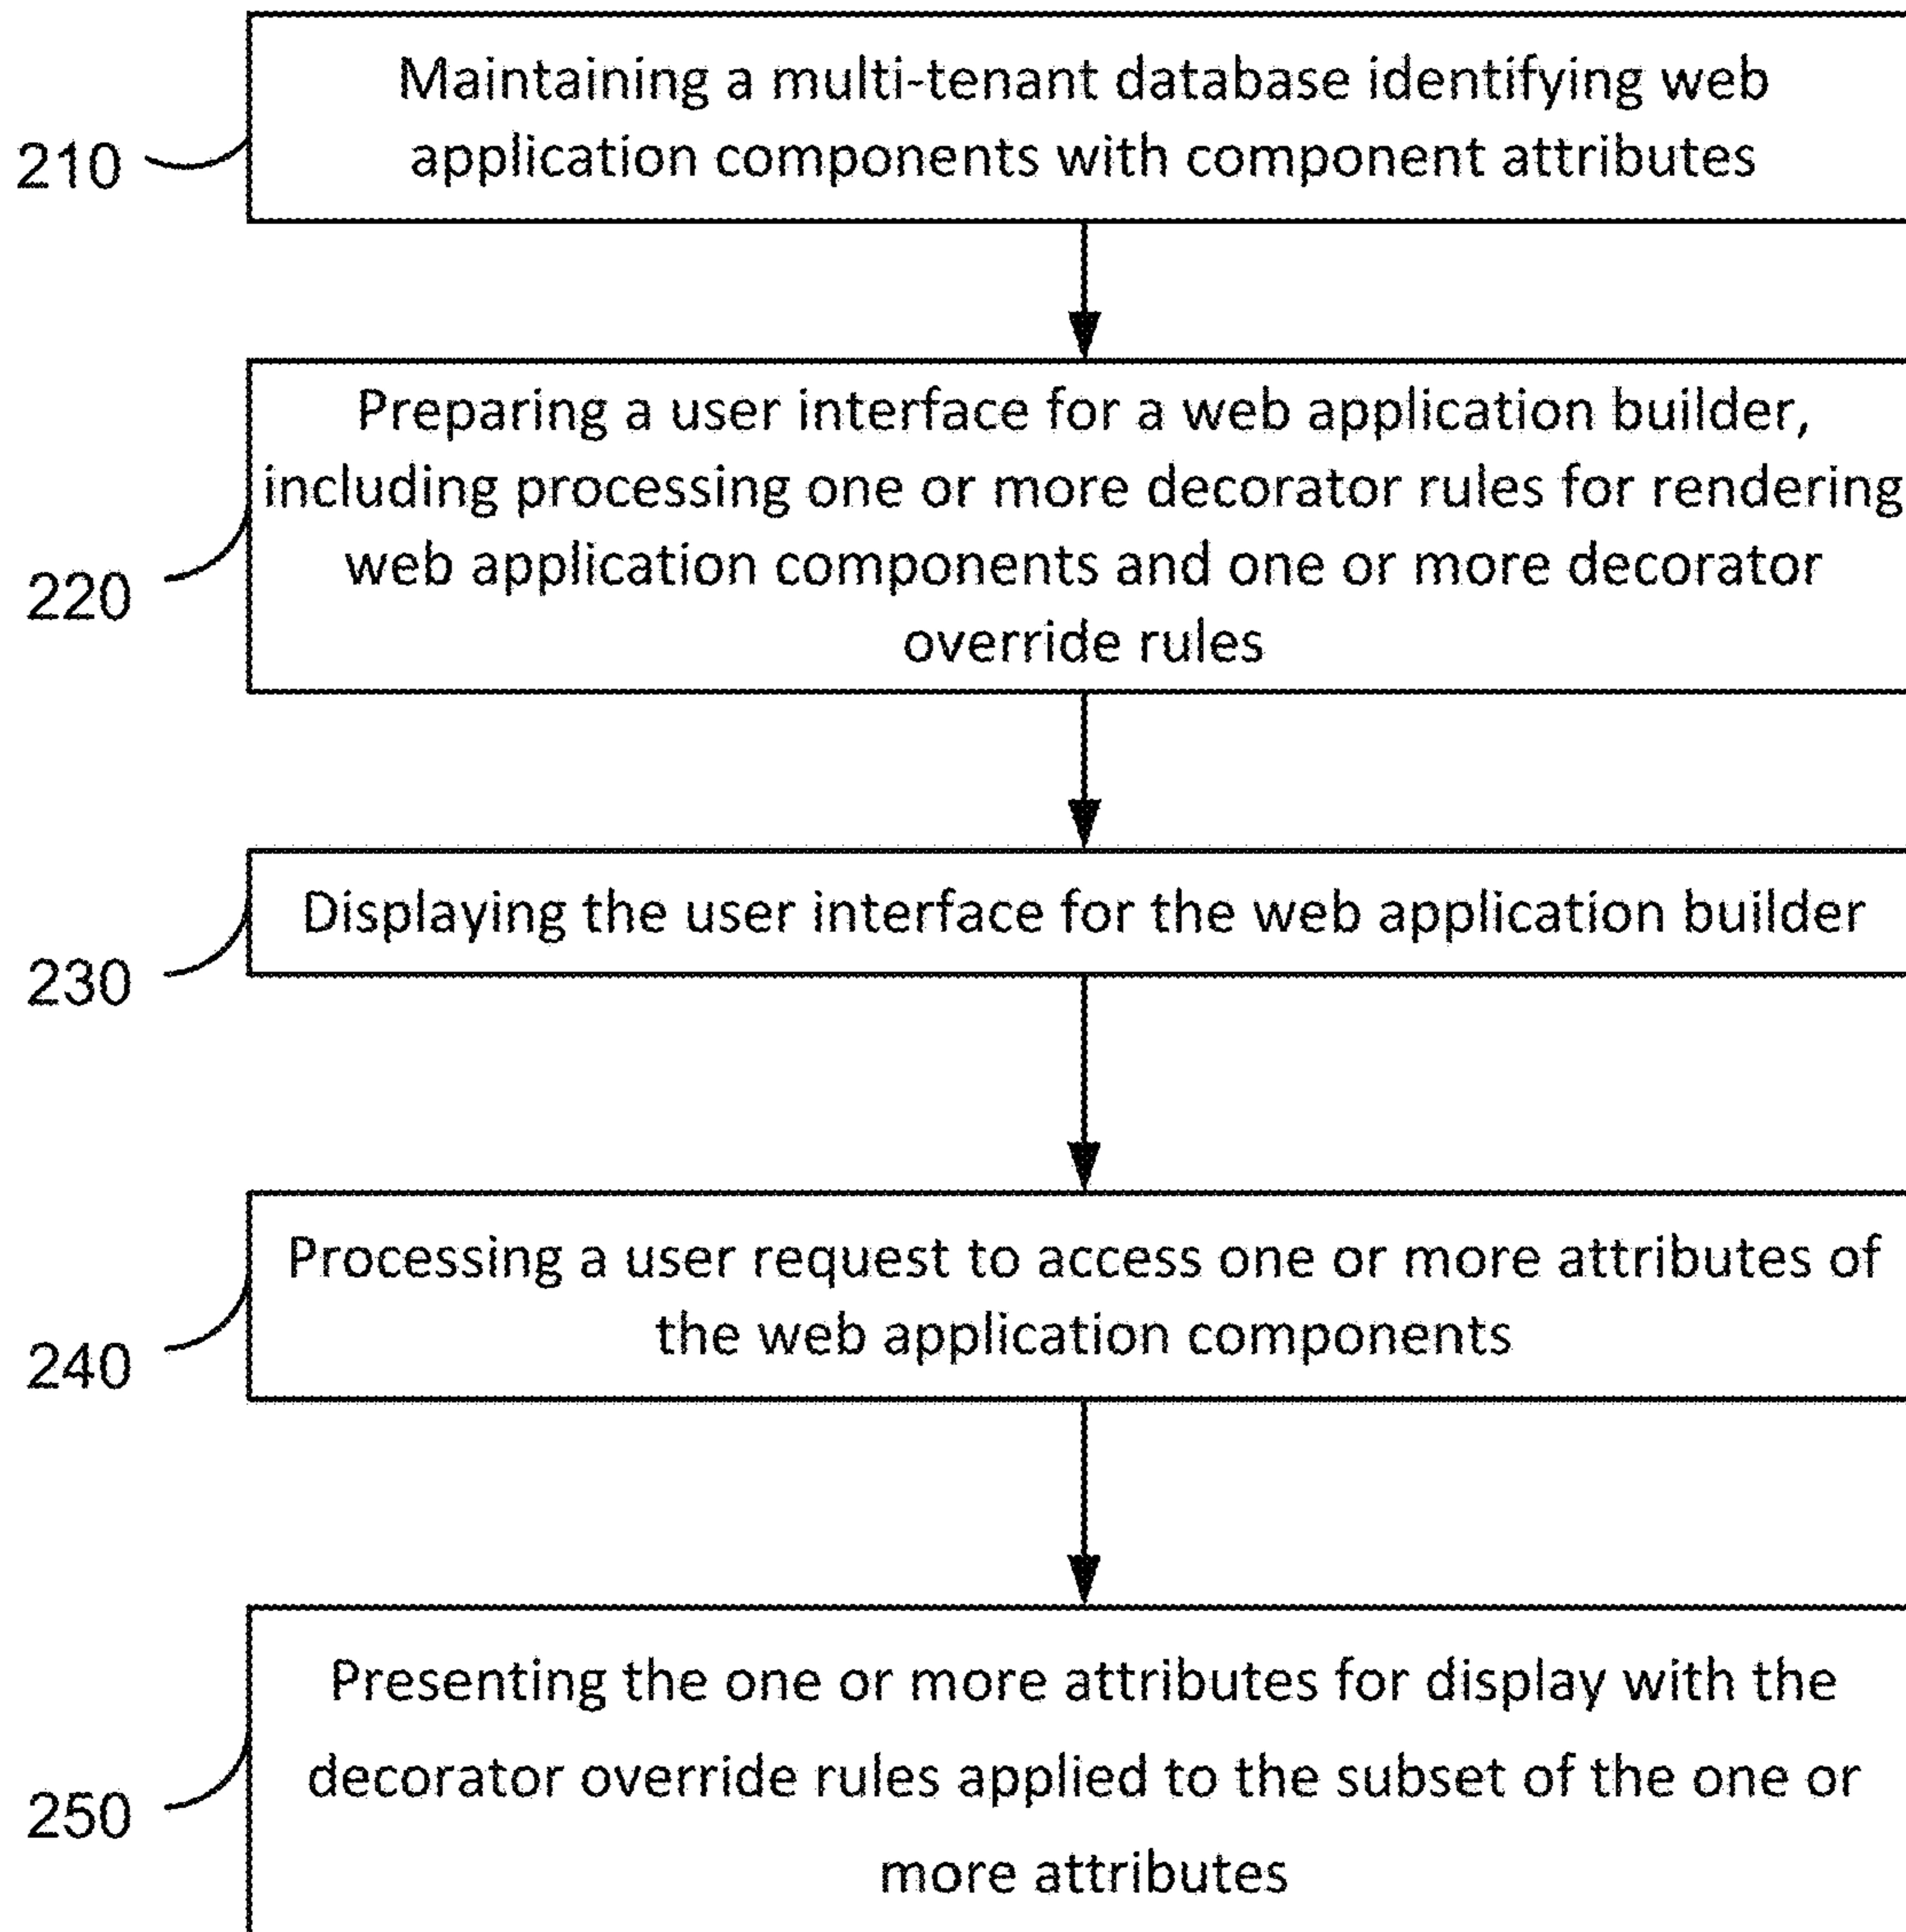 Maintaining a multi-tenant database identifying web
application components with component attributes
210
Preparing a user interface for a web application builder,
including processing one or more decorator rules for rendering
web application components and one or more decorator
override rules
220
Displaying the user interface for the web application builder
230
Processing a user request to access one or more attributes of
the web application components
240
Presenting the one or more attributes for display with the
decorator override rules applied to the subset of the one or
more attributes
250